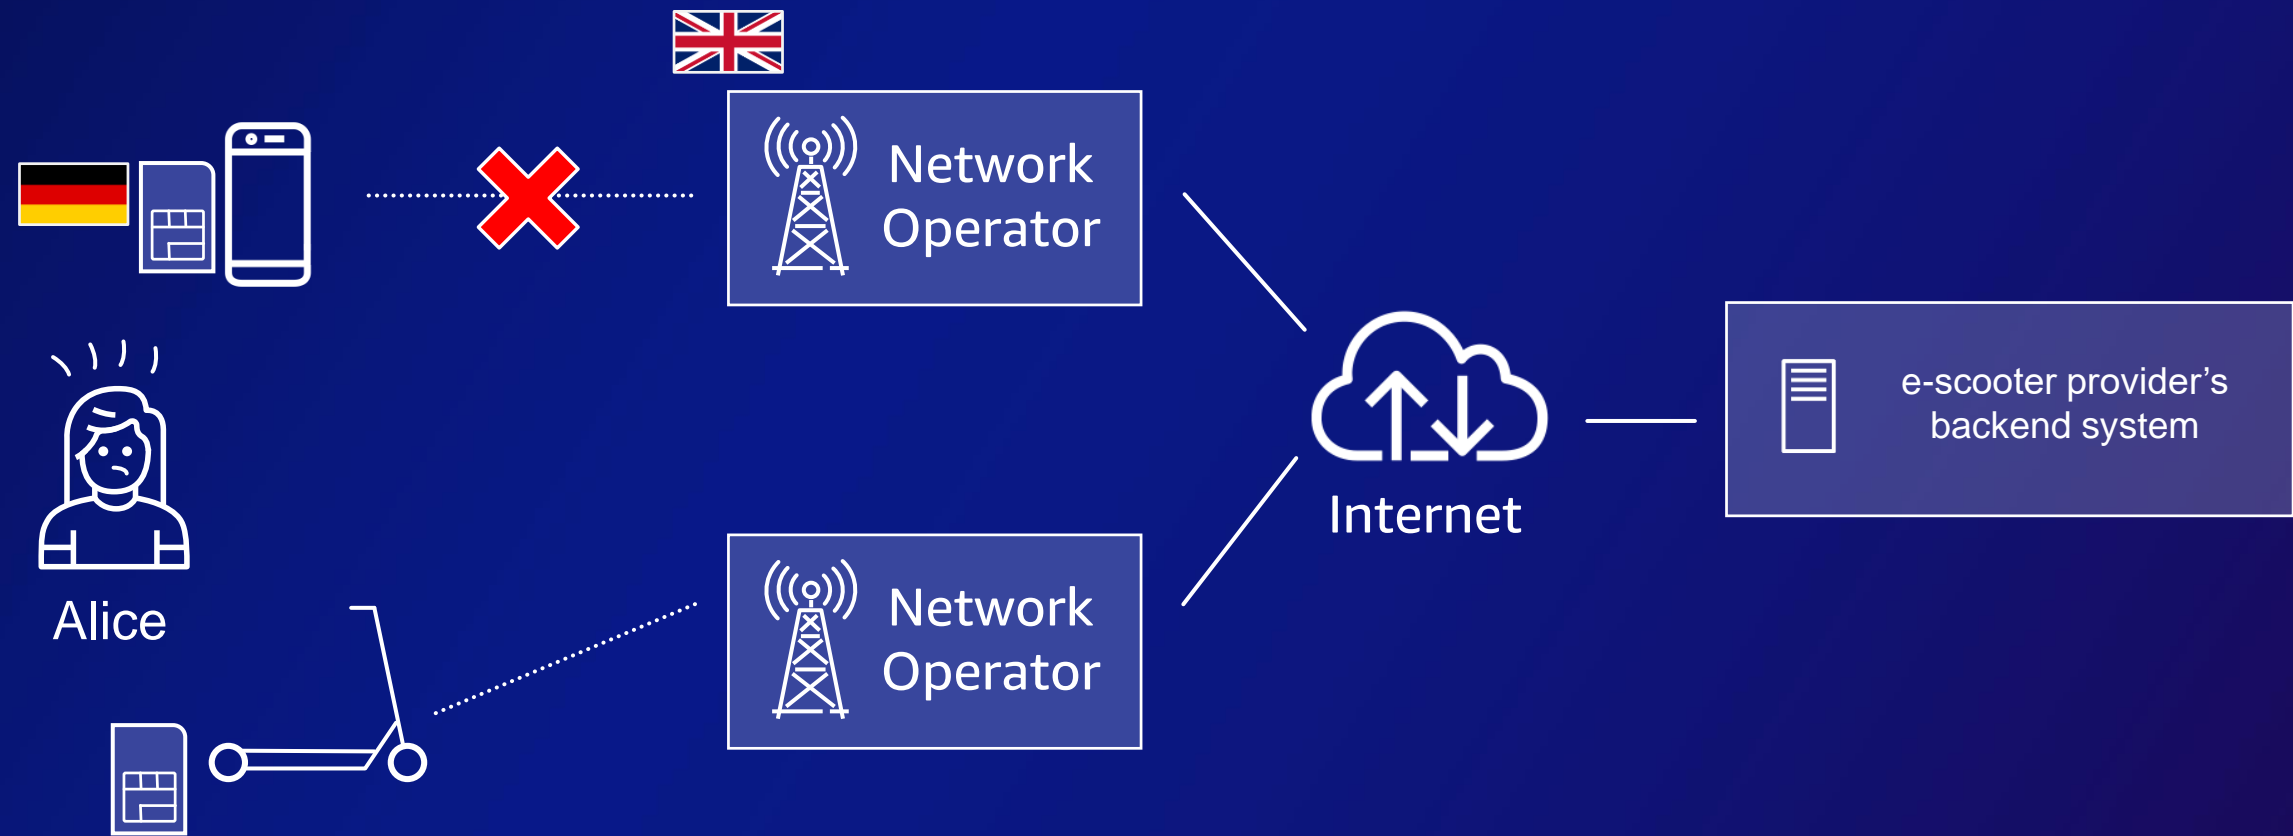 Network
Operator
e-scooter provider’s
backend system
Internet
Alice
Network
Operator